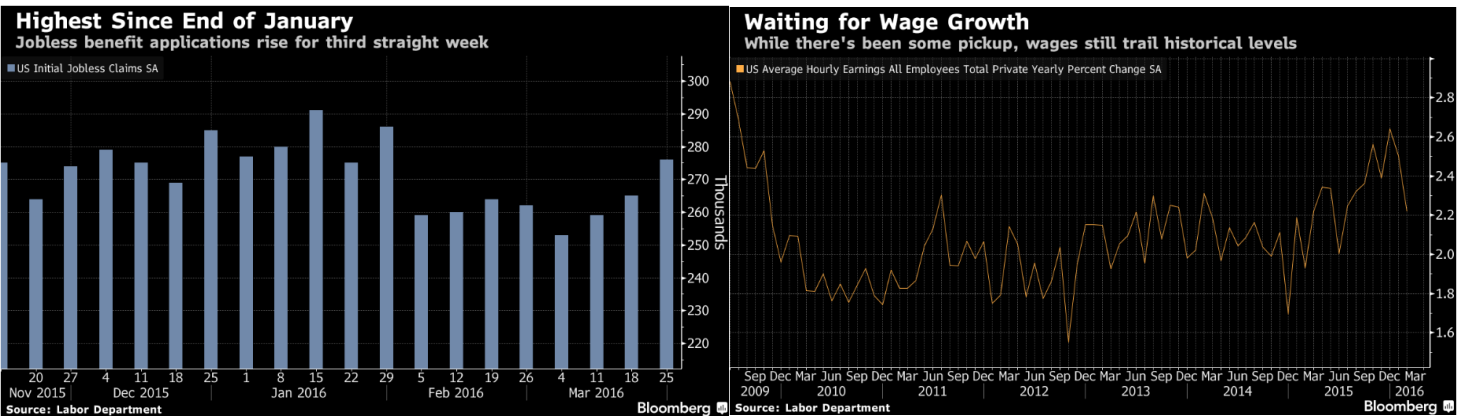 Highest Since End of January
Jobless benefit applications rise for third straight week
US Initial Jobless Claims SA
300
290
280
270
260
250
240
230
220
Thousands
20 27 4 11 18 25 1 8 15 22 29 5 12 19 26 4 11 18 25
Nov 2015 Dec 2015 Jan 2016 Feb 2016 Mar 2016
Source: Labor Department
Bloomberg
Waiting for Wage Growth
While there's been some pickup, wages still trail historical levels
US Average Hourly Earnings All Employees Total Private Yearly Percent Change SA
2.8
2.6
2.4
2.2
2.0
1.8
1.6
Sep Dec Mar Jun Sep Dec Mar Jun Sep Dec Mar Jun Sep Dec Mar Jun Sep Dec Mar Jun Sep Dec Mar Jun Sep Dec Mar
2009 2010 2011 2012 2013 2014 2015 2016
Source: Labor Department
Bloomberg